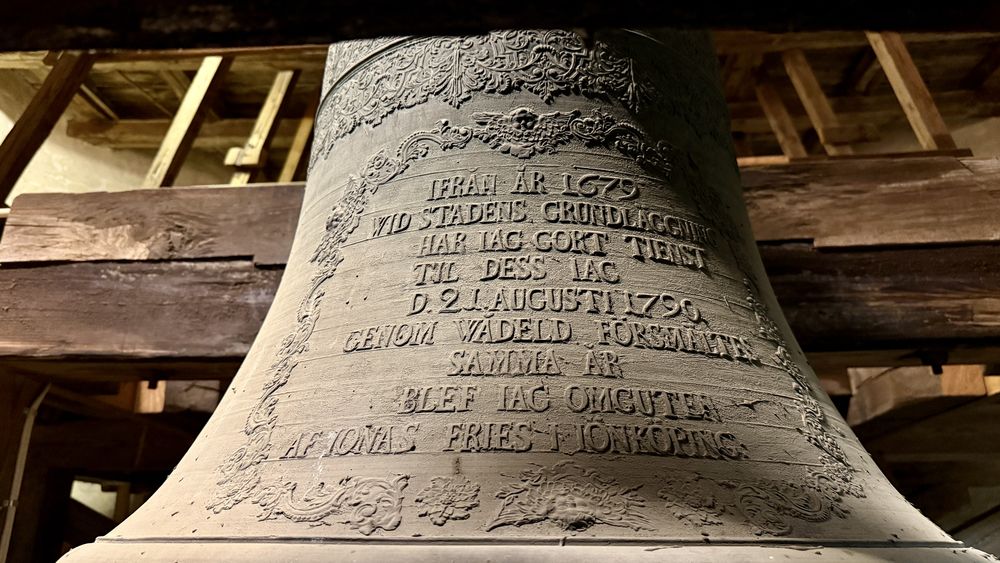 IFRÅN ÅR 1679
WID STADENS GRUNDLÄGGNING
HAR IAG GORT TIENST
TIL DESS IAG
D. 21. AUGUSTI 1790.
GENOM WÅDELD FÖRSMÄLTES
SAMMA ÅR
BLEF IAG OMGUTEN
AF IONAS FRIES I IÖNKÖPING